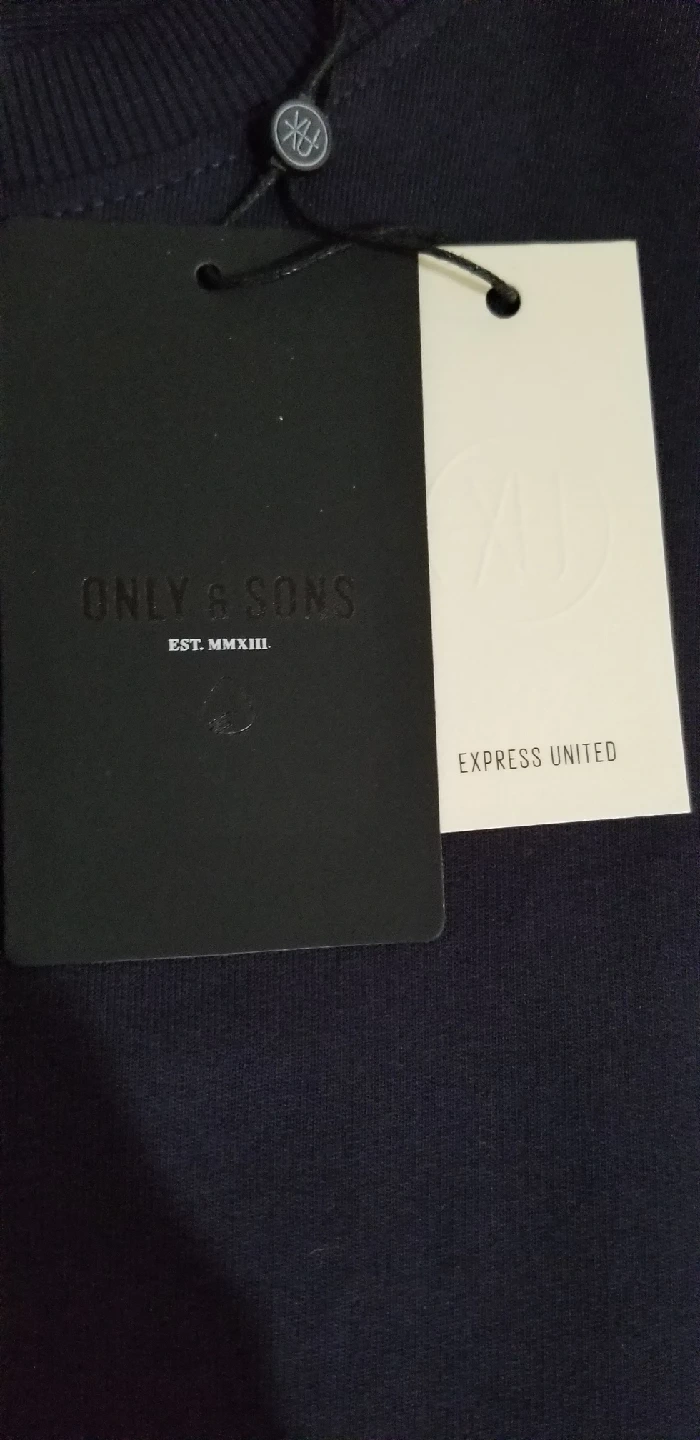 ONLY & SONS
EST. MMXIII.
EXPRESS UNITED